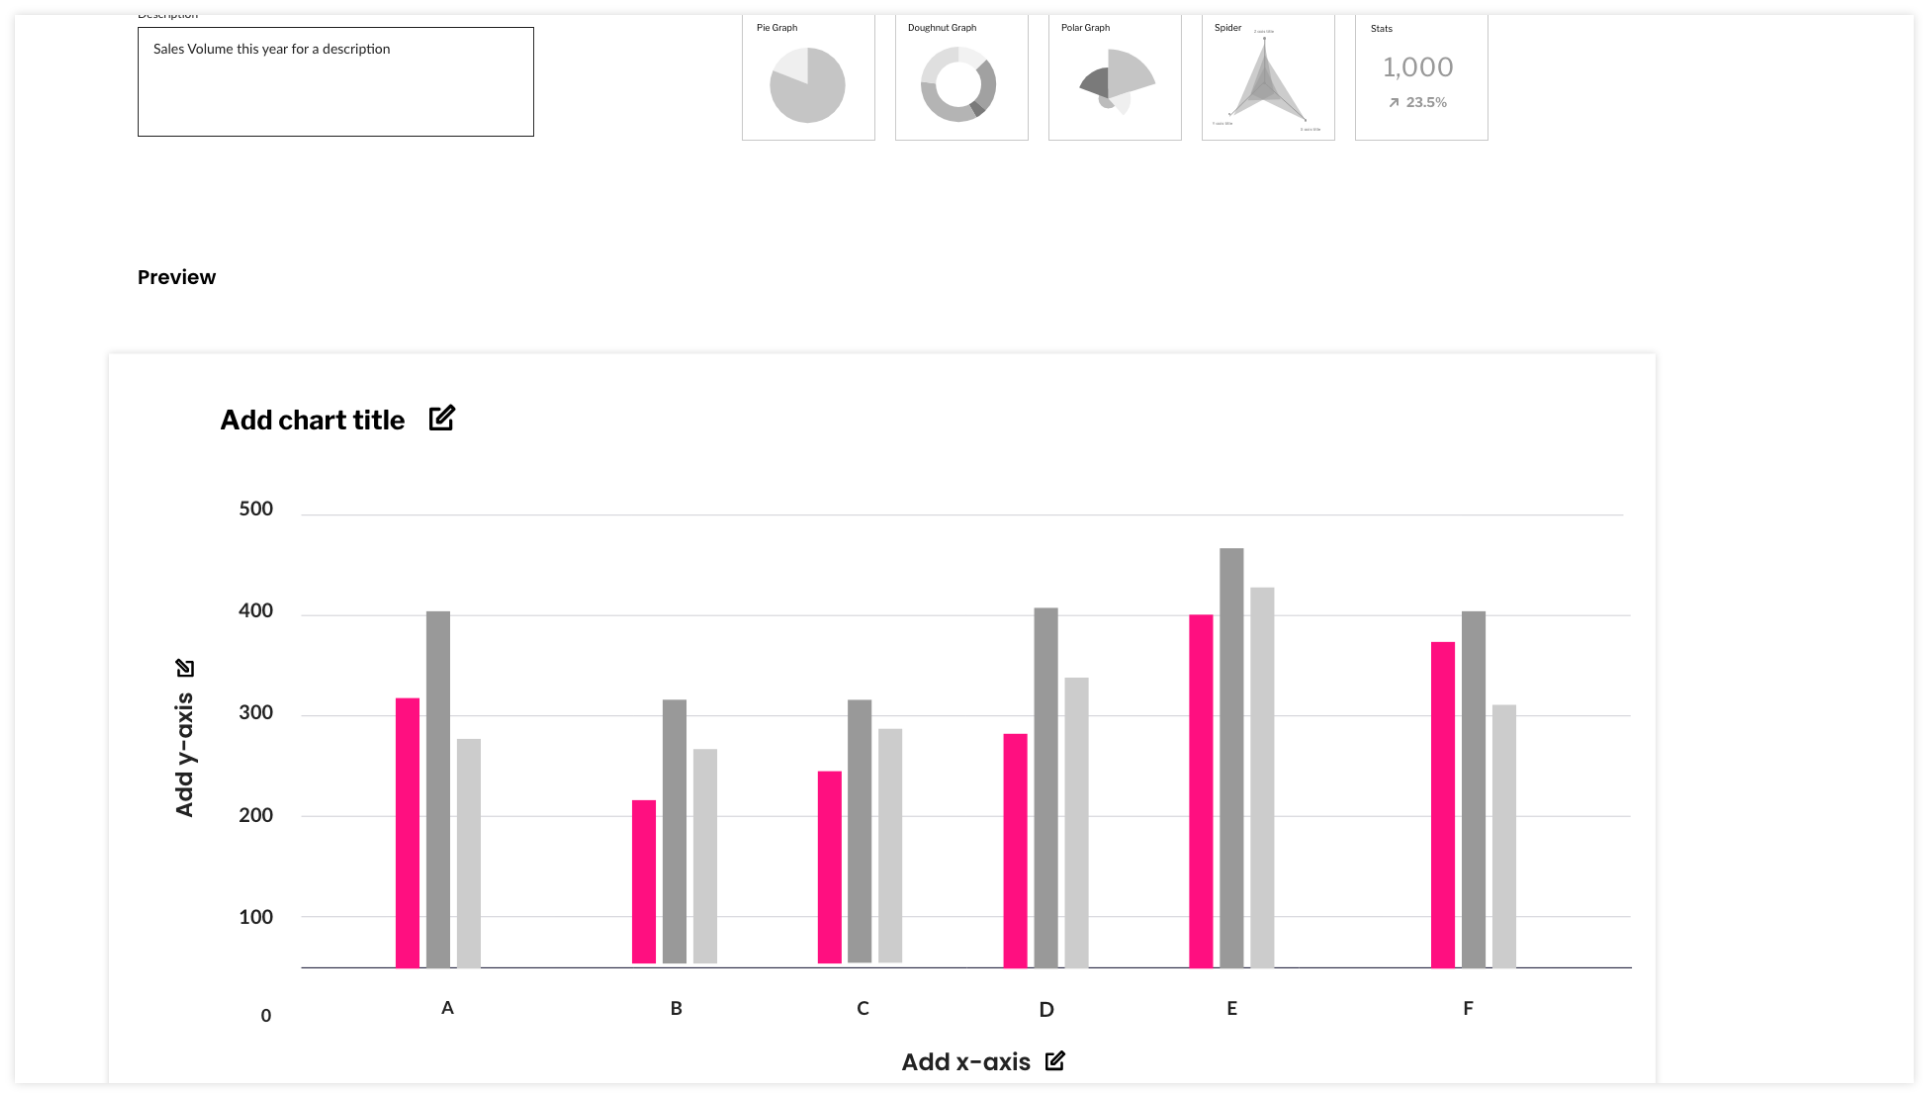 Description
Sales Volume this year for a description
Pie Graph
Doughnut Graph
Polar Graph
Spider
Stats
1,000
23.5%
Preview
Add chart title
500
400
300
200
100
0
Add y-axis
A
B
C
D
E
F
Add x-axis